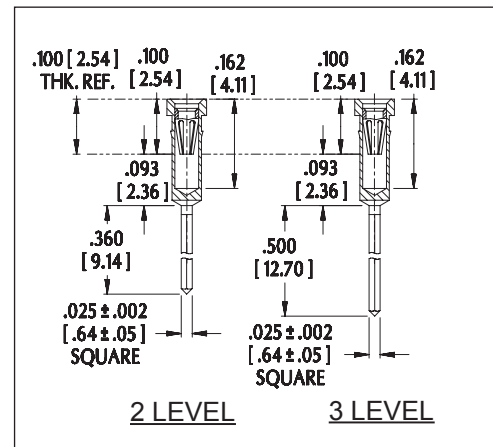 .100 [ 2.54 ]
THK. REF.
.100
[ 2.54 ]
.162
[ 4.11 ]
.093
[ 2.36 ]
.360
[ 9.14 ]
.025 ± .002
[ .64 ± .05 ]
SQUARE
2 LEVEL
.100
[ 2.54 ]
.162
[ 4.11 ]
.093
[ 2.36 ]
.500
[ 12.70 ]
.025 ± .002
[ .64 ± .05 ]
SQUARE
3 LEVEL